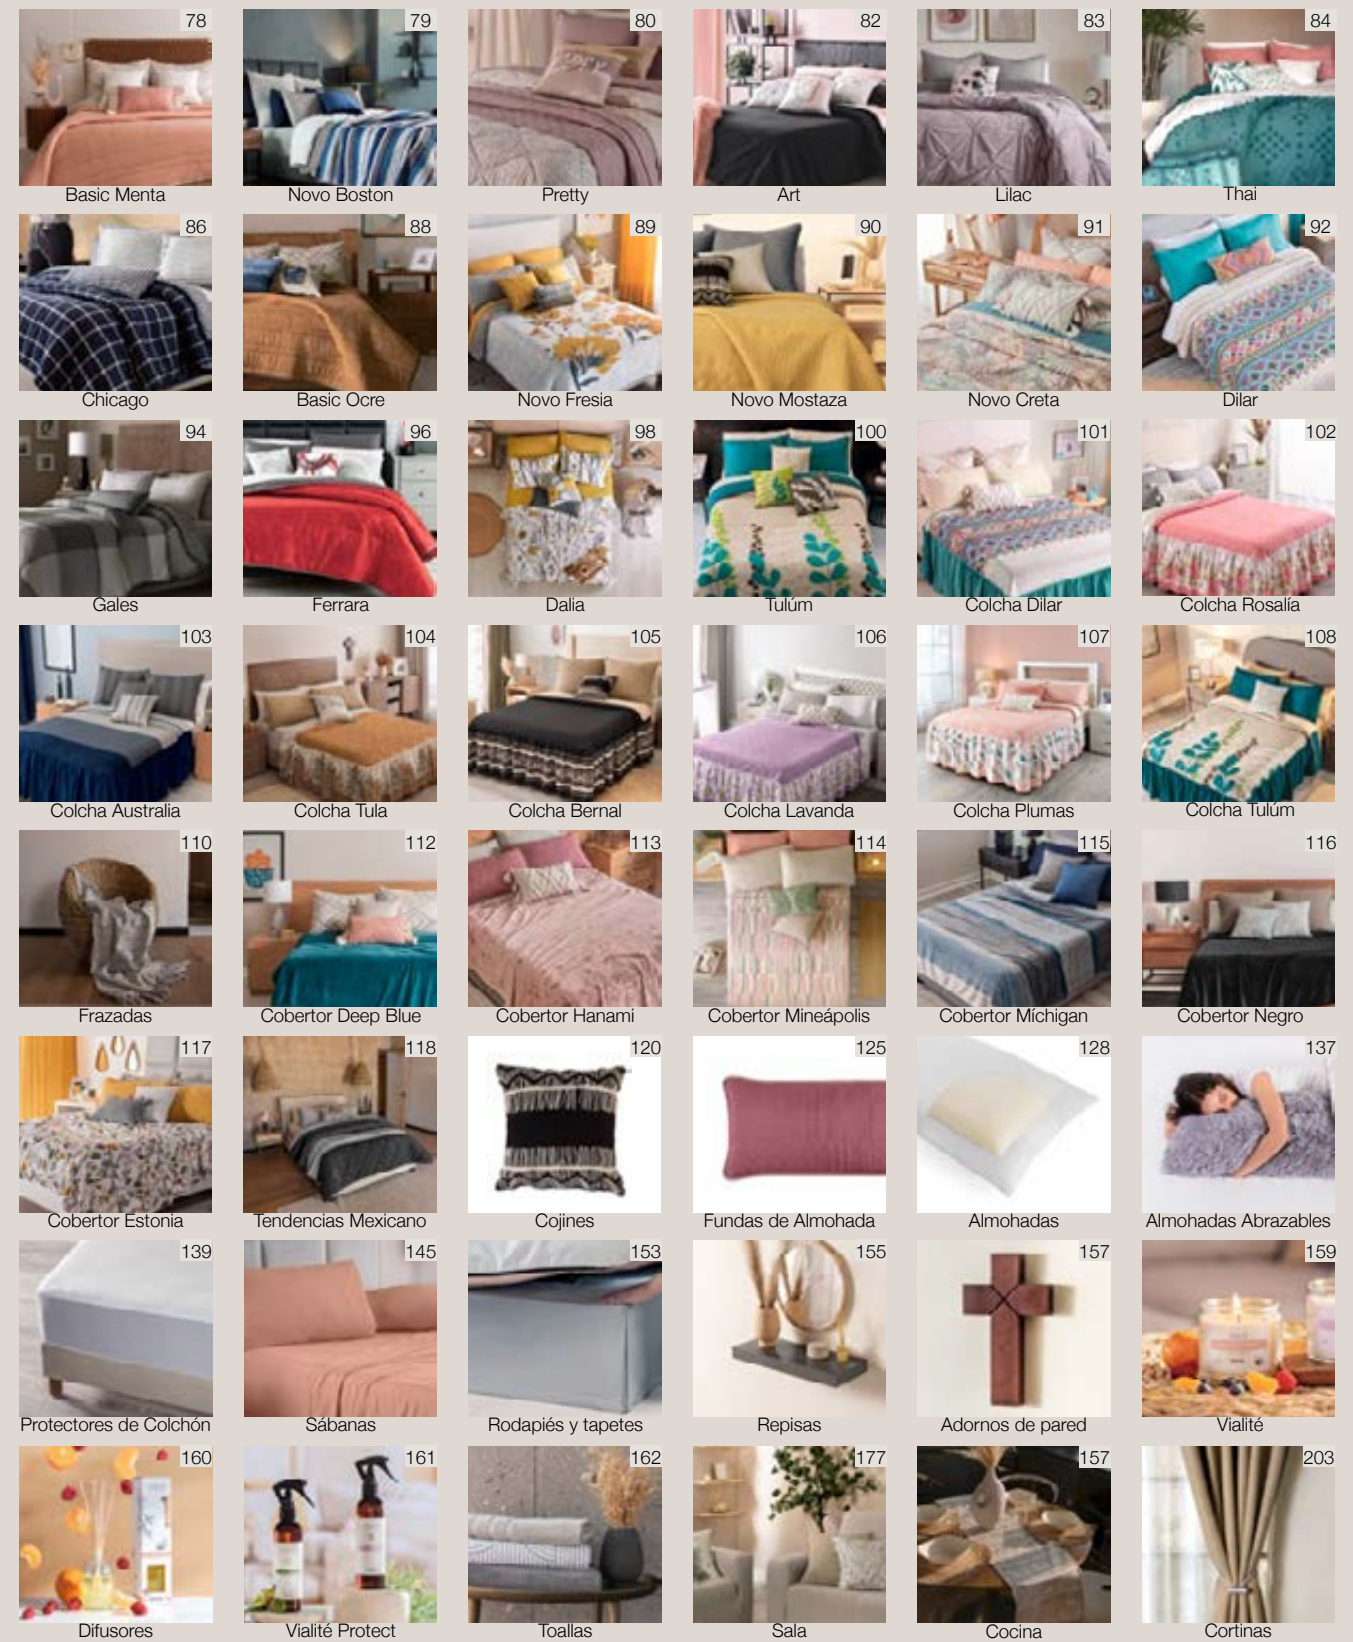 78
79
80
82
83
84
Basic Menta
Novo Boston
Pretty
Art
Lilac
Thai
86
88
89
90
91
92
Chicago
Basic Ocre
Novo Fresia
Novo Mostaza
Novo Creta
Dilar
94
96
98
100
101
102
Gales
Ferrara
Dalia
Tulúm
Colcha Dilar
Colcha Rosalía
103
104
105
106
107
108
Colcha Australia
Colcha Tula
Colcha Bernal
Colcha Lavanda
Colcha Plumas
Colcha Tulúm
110
112
113
114
115
116
Frazadas
Cobertor Deep Blue
Cobertor Hanami
Cobertor Mineápolis
Cobertor Míchigan
Cobertor Negro
117
118
120
125
128
137
Cobertor Estonia
Tendencias Mexicano
Cojines
Fundas de Almohada
Almohadas
Almohadas Abrazables
139
145
153
155
157
159
Protectores de Colchón
Sábanas
Rodapiés y tapetes
Repisas
Adornos de pared
Vialité
160
161
162
177
157
203
Difusores
Vialité Protect
Toallas
Sala
Cocina
Cortinas